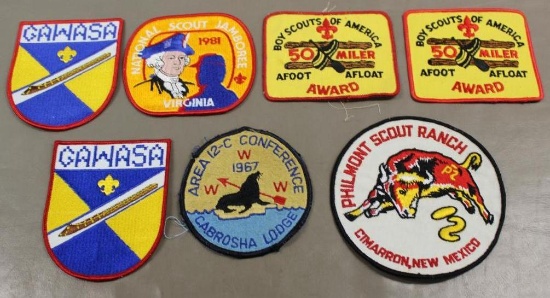 GAWASA
NATIONAL SCOUT JAMBOREE
1981
VIRGINIA
BOY SCOUTS OF AMERICA
50 MILER
AFOOT AFLOAT
AWARD
BOY SCOUTS OF AMERICA
50 MILER
AFOOT AFLOAT
AWARD
GAWASA
AREA 12-C CONFERENCE
1967
W W W
CABROSHA LODGE
PHILMONT SCOUT RANCH
CIMARRON, NEW MEXICO